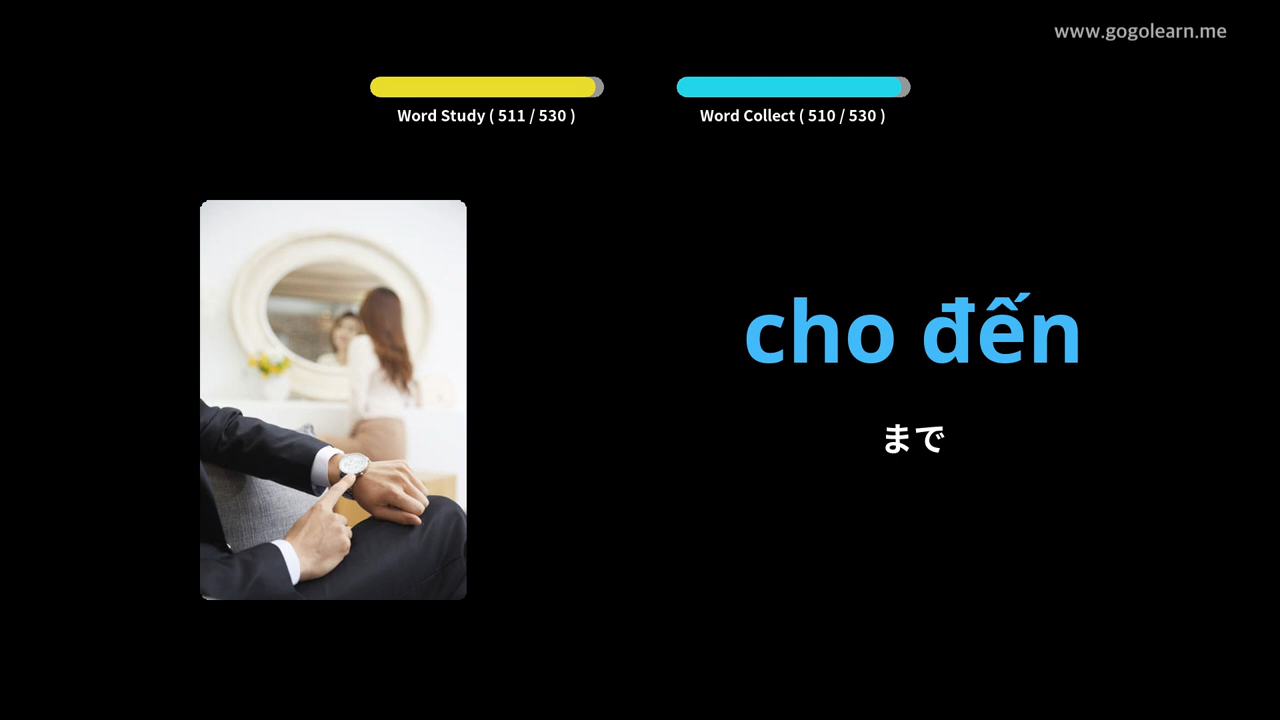 www.gogolearn.me
Word Study ( 511 / 530 )
Word Collect ( 510 / 530 )
cho đến
まで